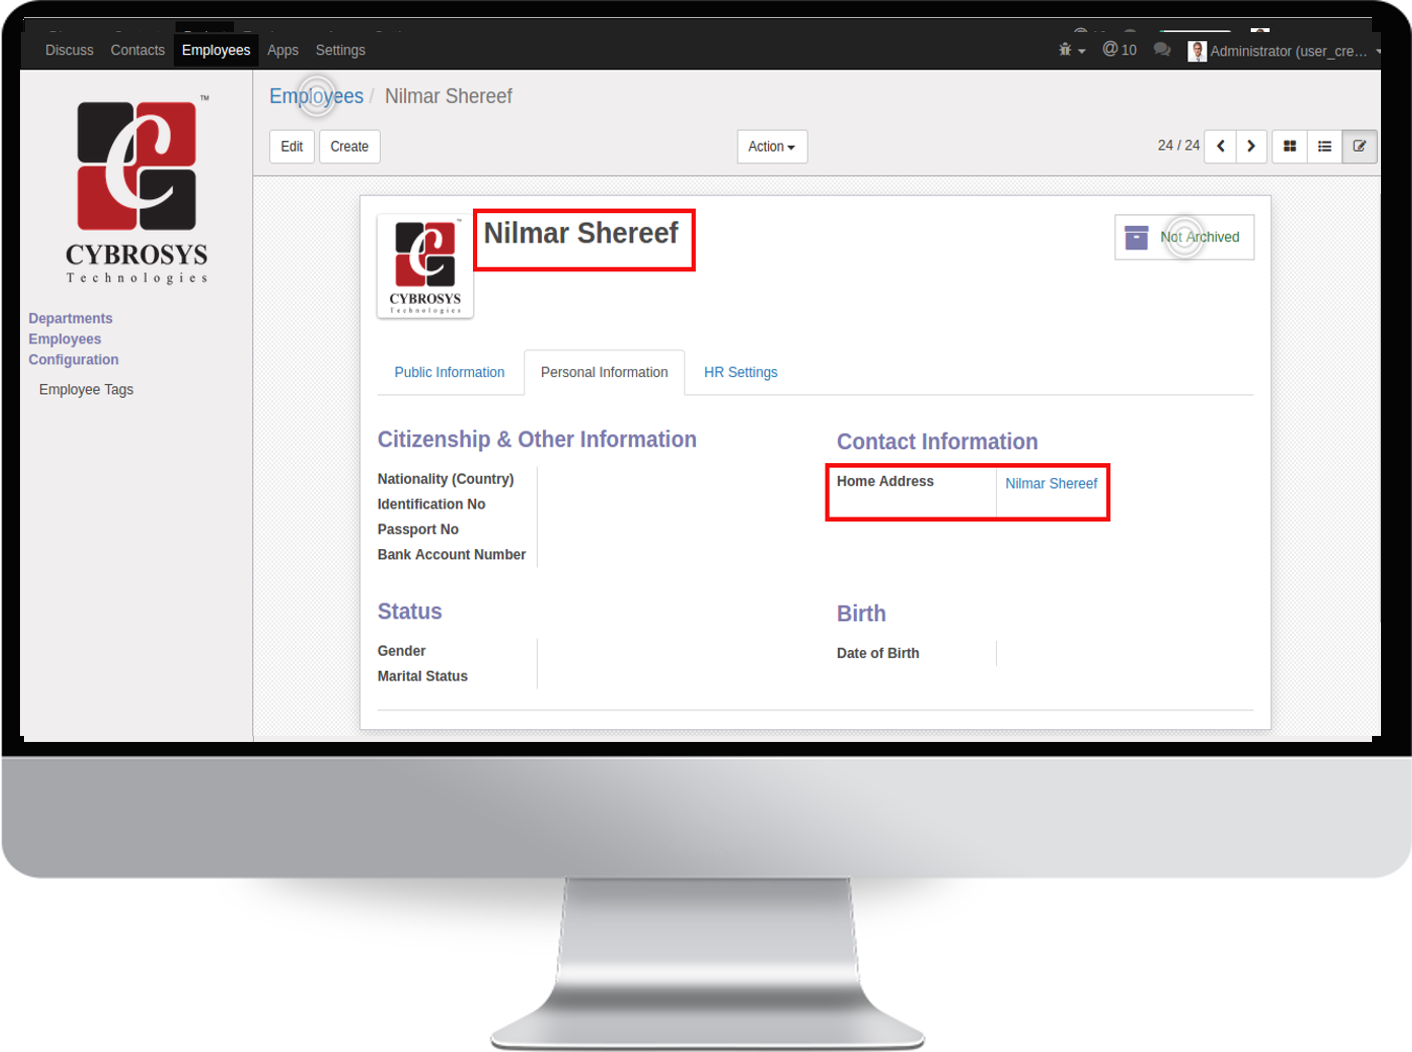 Discuss Contacts Employees Apps Settings
@ 10 Administrator (user_cre...
TM
CYBROSYS
Technologies
Departments
Employees
Configuration
Employee Tags
Employees / Nilmar Shereef
Edit Create Action 24 / 24
CYBROSYS
Technologies
Nilmar Shereef
Not Archived
Public Information Personal Information HR Settings
Citizenship & Other Information
Nationality (Country)
Identification No
Passport No
Bank Account Number
Contact Information
Home Address Nilmar Shereef
Status
Gender
Marital Status
Birth
Date of Birth